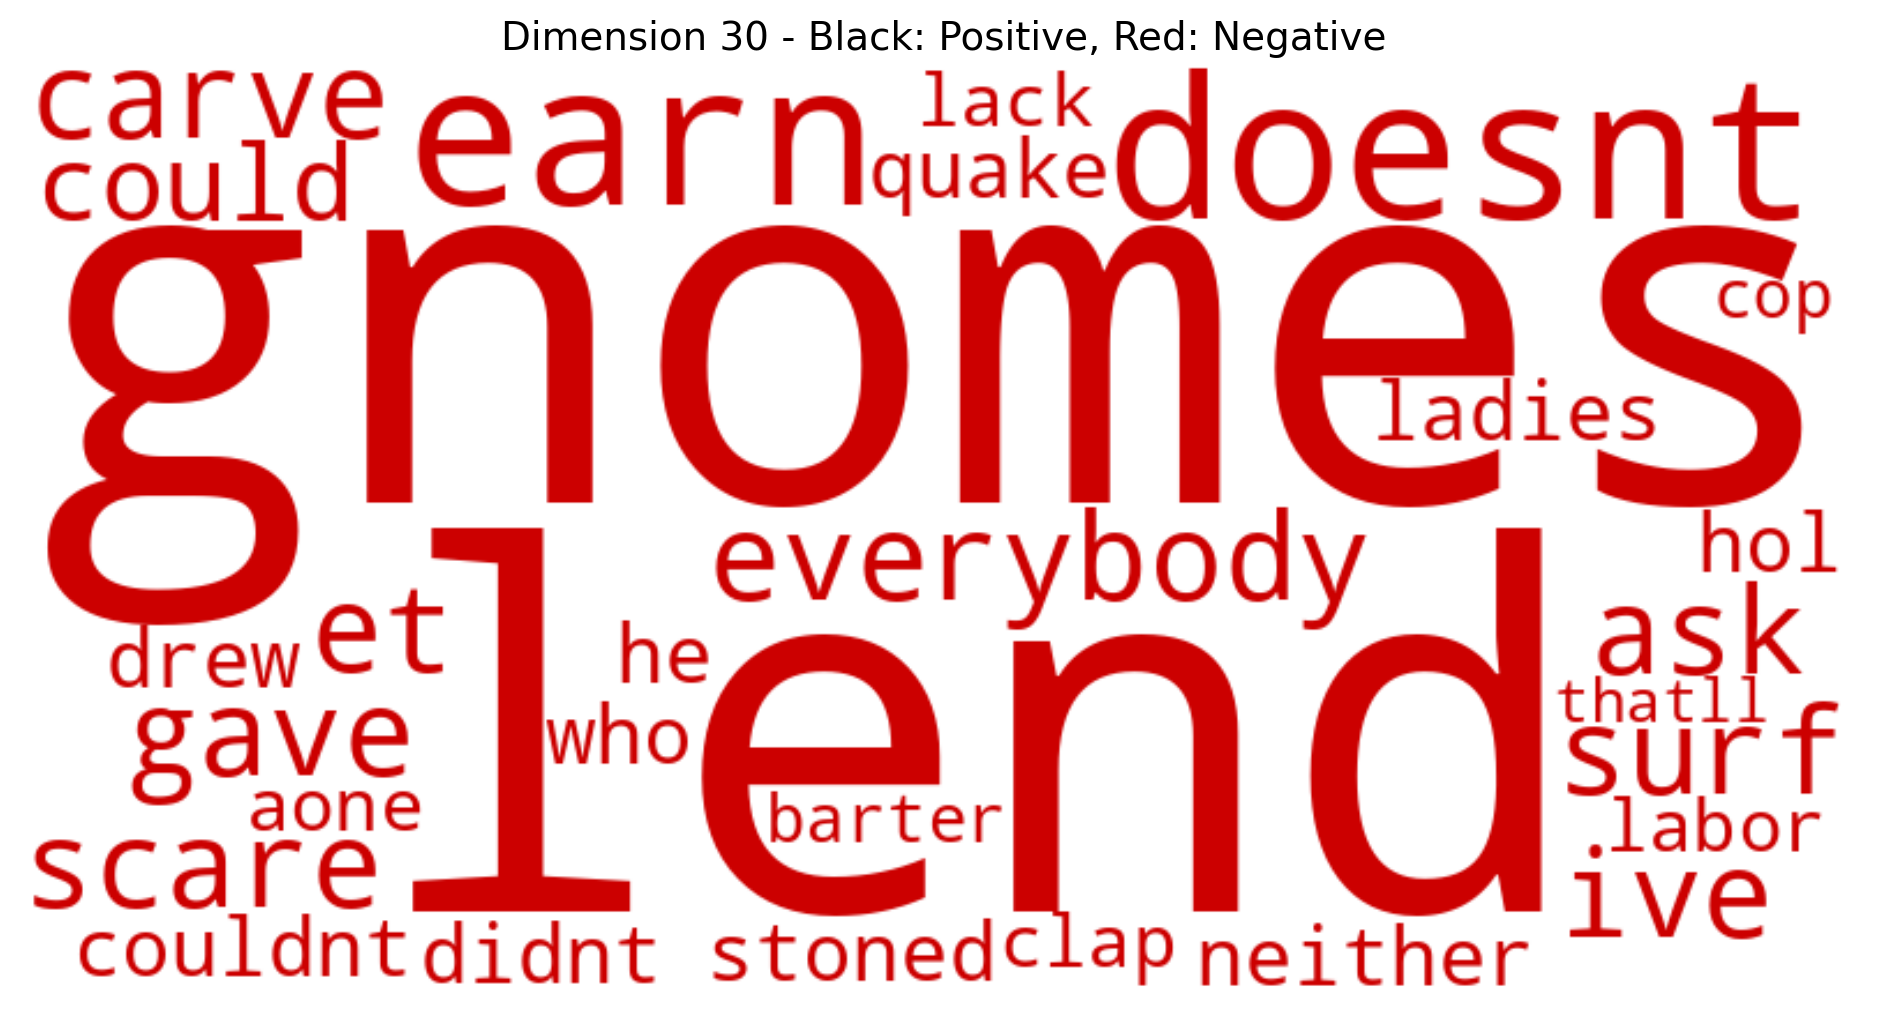 Dimension 30 - Black: Positive, Red: Negative
carve earn lack doesnt
could quake
gnomes
cop
ladies
everybody hol
lend
et ask
drew he
thatll
gave who surf
aone barter labor
scare ive
couldnt didnt stoned clap neither